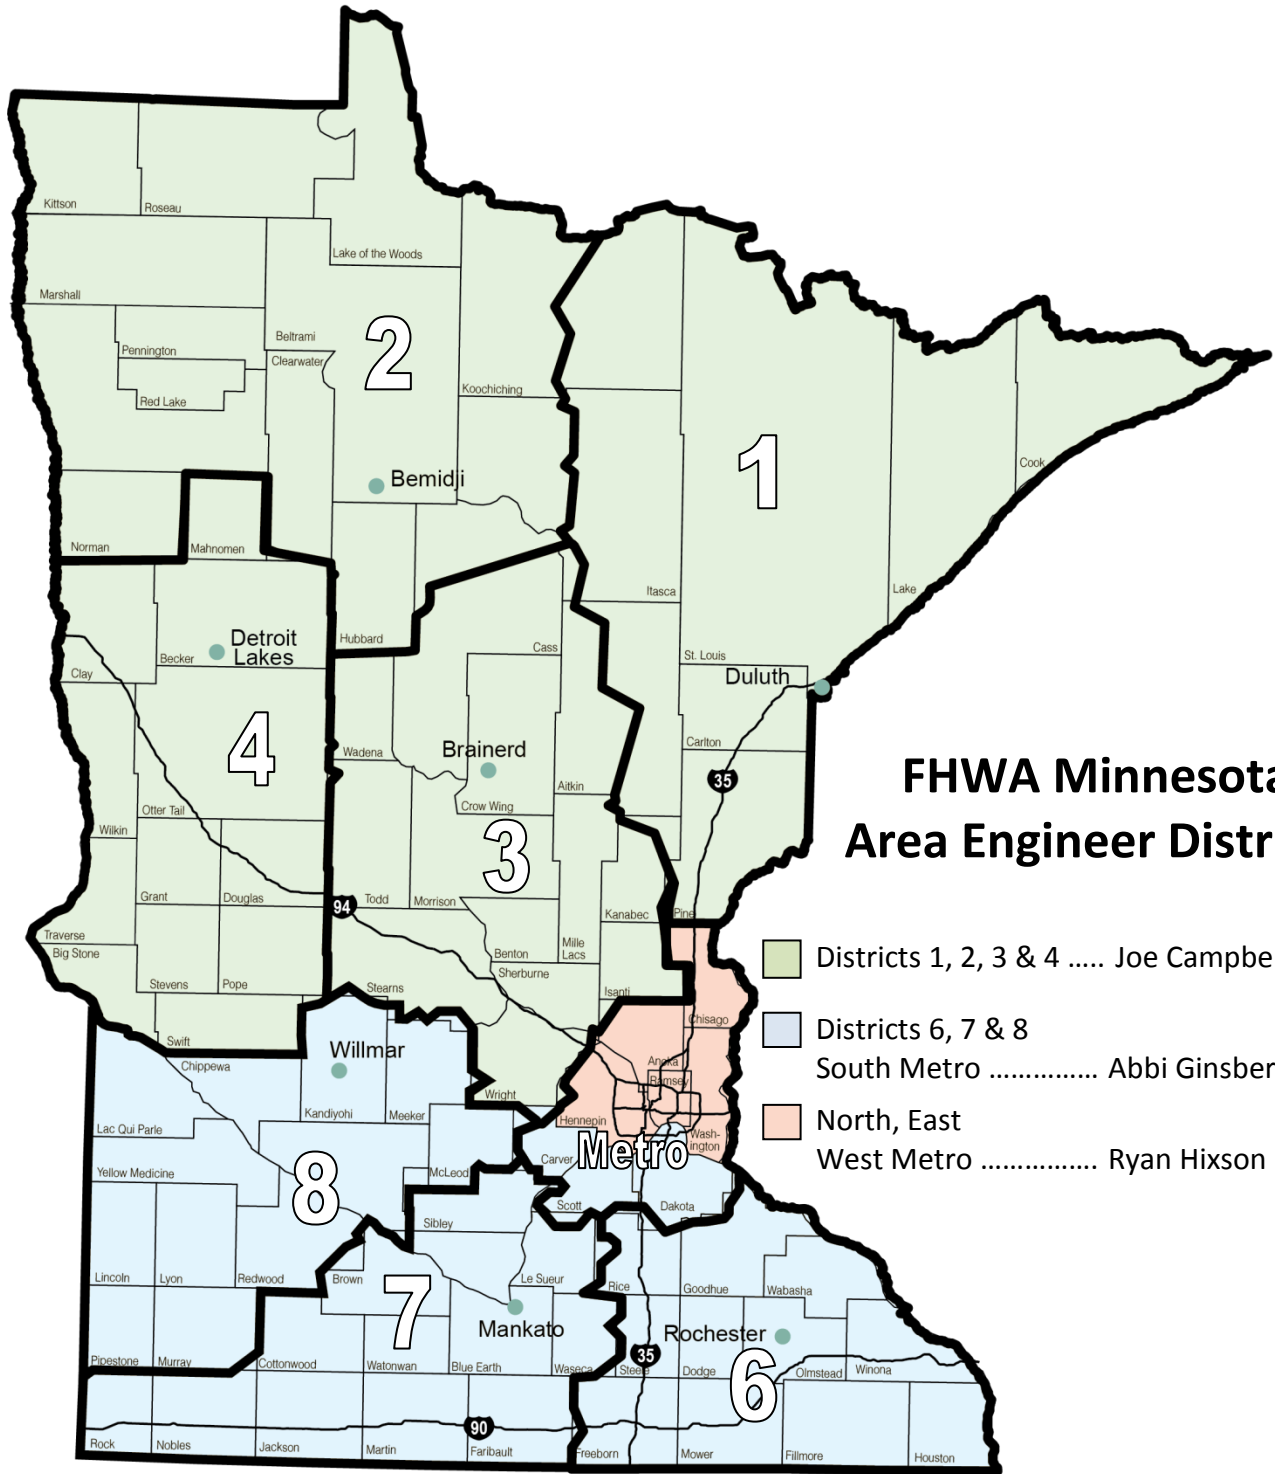 Kittson
Roseau
Lake of the Woods
Marshall
Beltrami
2
Pennington
Clearwater
Koochiching
Red Lake
1
Cook
Bemidji
Norman
Mahnomen
Itasca
Lake
Hubbard
Detroit
Lakes
Cass
Becker
St. Louis
Clay
Duluth
4
Wadena
Brainerd
Carlton
35
FHWA Minnesota
Area Engineer Distr
Aitkin
Otter Tail
Crow Wing
Wilkin
3
Grant
Douglas
94
Todd
Morrison
Kanabec
Pine
Traverse
Big Stone
Benton
Mille
Lacs
Sherburne
Stevens
Pope
Stearns
Isanti
Districts 1, 2, 3 & 4 ..... Joe Campbe
Chisago
Districts 6, 7 & 8
South Metro ............... Abbi Ginsber
Swift
Willmar
Chippewa
Anoka
Ramsey
Wright
Kandiyohi
Meeker
Hennepin
North, East
West Metro ................ Ryan Hixson
Lac Qui Parle
Wash-
ington
Metro
Carver
Yellow Medicine
8
McLeod
Scott
Dakota
Sibley
Lincoln
Lyon
Redwood
Brown
7
Le Sueur
Rice
Goodhue
Wabasha
Mankato
Rochester
Pipestone
Murray
Cottonwood
Watonwan
Blue Earth
Waseca
35
Steele
Dodge
6
Olmstead
Winona
90
Rock
Nobles
Jackson
Martin
Faribault
Freeborn
Mower
Fillmore
Houston